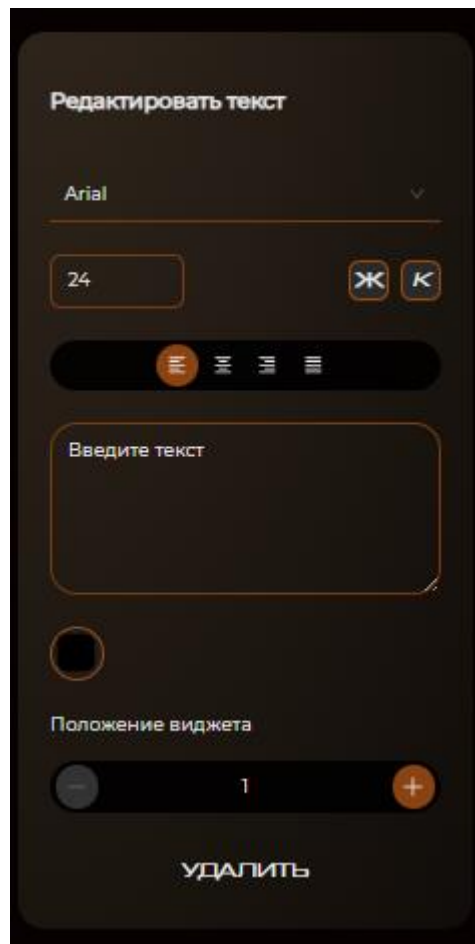 Редактировать текст
Arial
24
Ж К
Введите текст
Положение виджета
1
УДАЛИТЬ